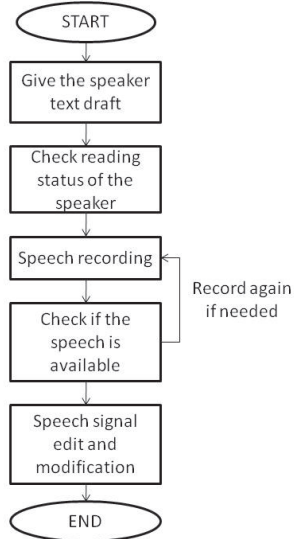 START
Give the speaker
text draft
Check reading
status of the
speaker
Speech recording
Record again
if needed
Check if the
speech is
available
Speech signal
edit and
modification
END